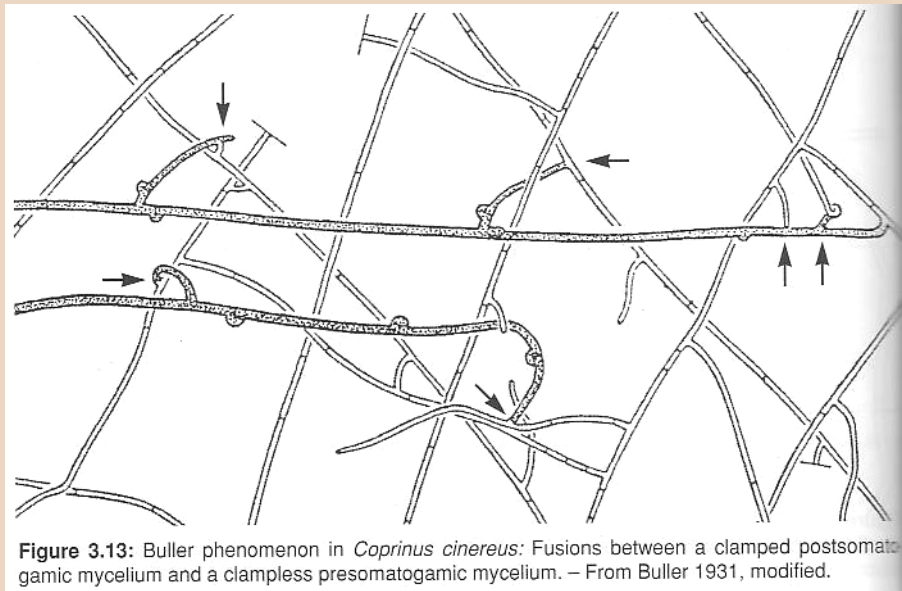 Figure 3.13: Buller phenomenon in Coprinus cinereus: Fusions between a clamped postsomato-
gamic mycelium and a clampless presomatogamic mycelium. – From Buller 1931, modified.